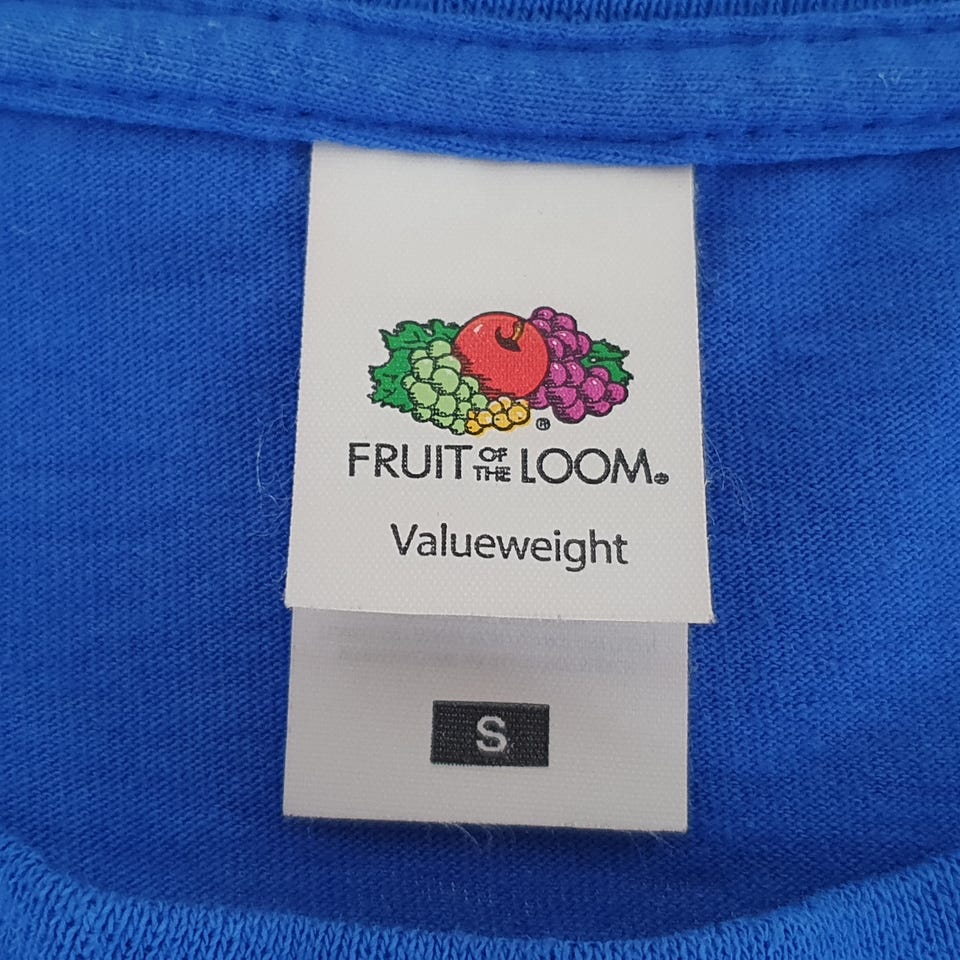 ®
FRUIT OF THE LOOM®
Valueweight
S